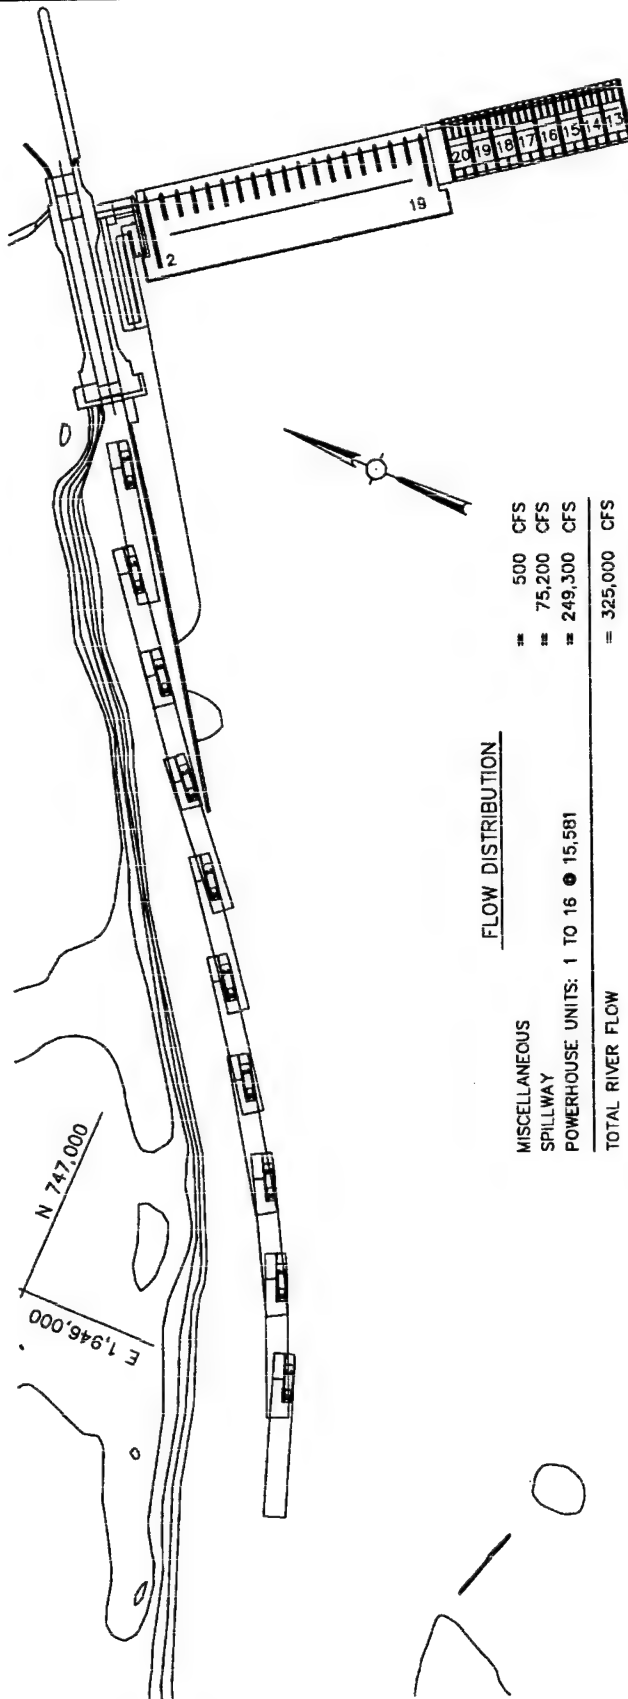 2
19
20 19 18 17 16 15 14 13
FLOW DISTRIBUTION
MISCELLANEOUS = 500 CFS
SPILLWAY = 75,200 CFS
POWERHOUSE UNITS: 1 TO 16 @ 15,581 = 249,300 CFS
TOTAL RIVER FLOW = 325,000 CFS
N 747,000
E 1,946,000